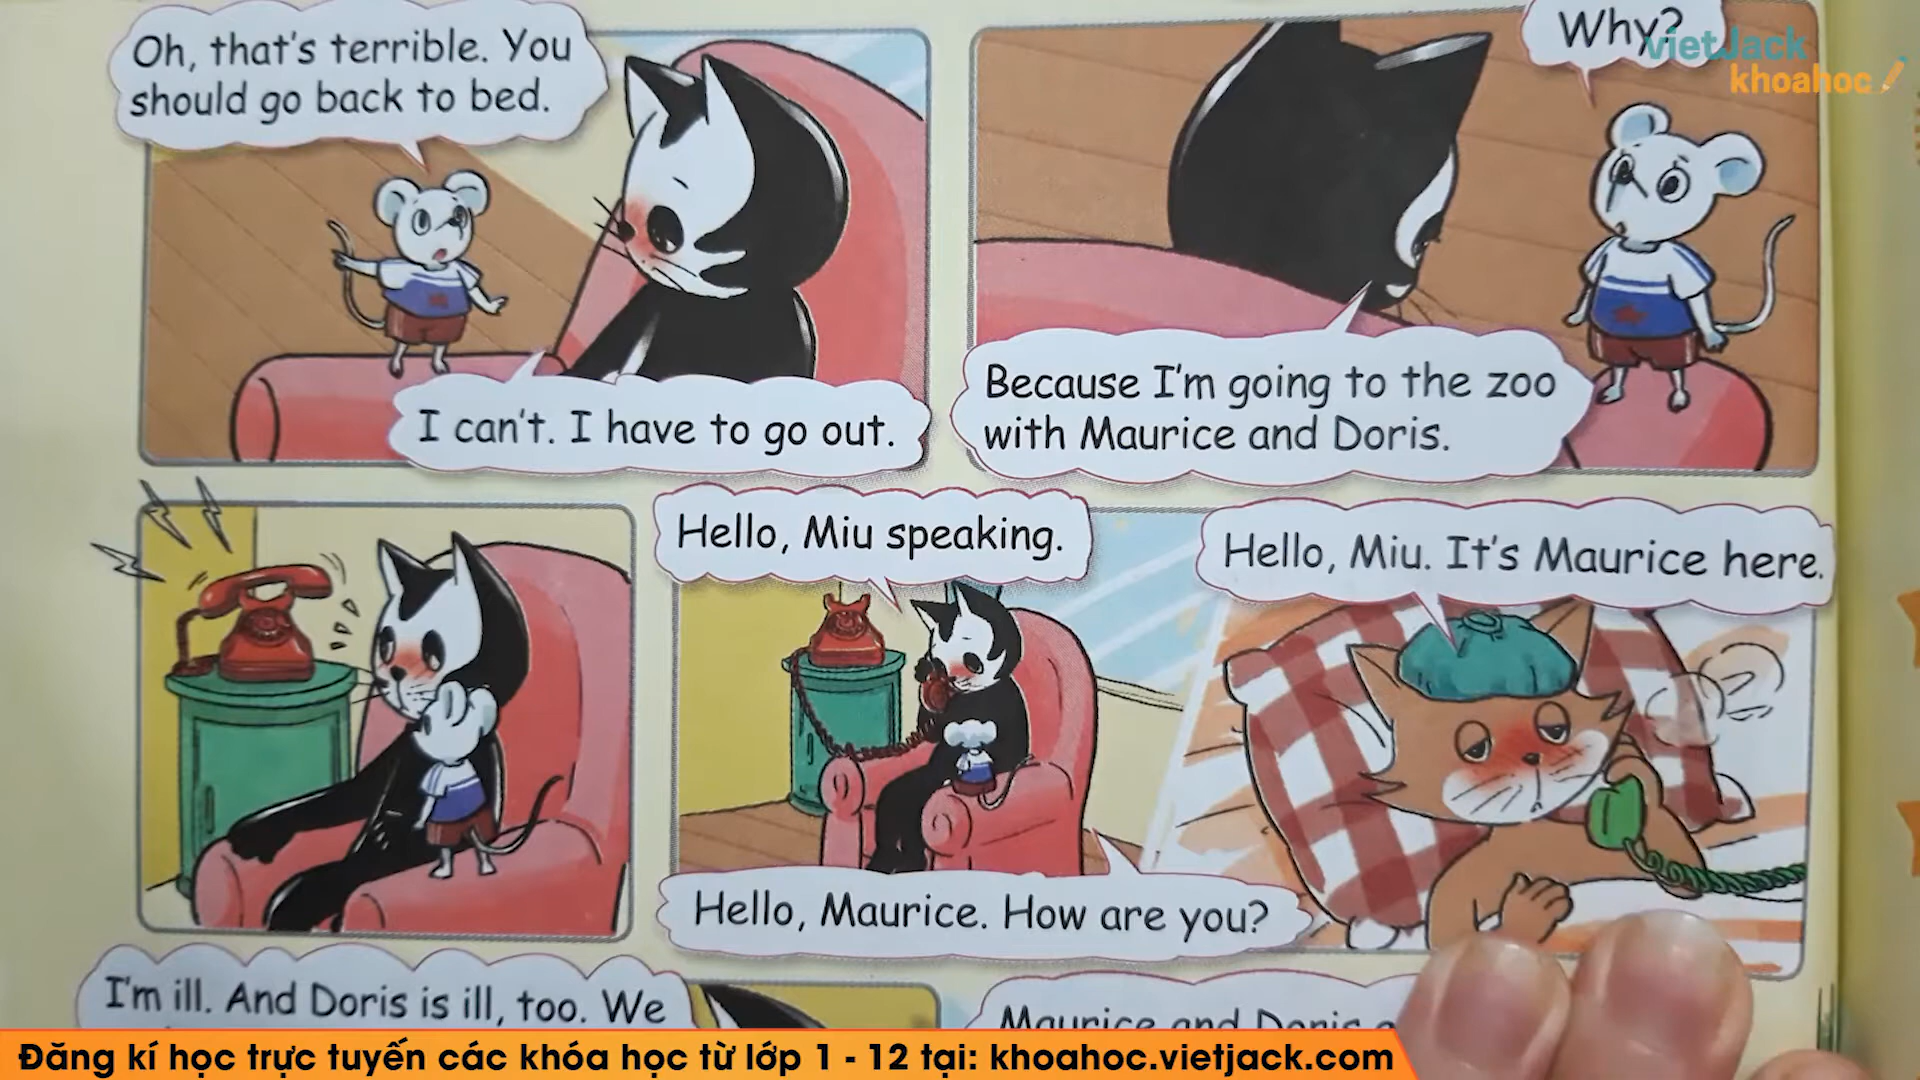 Oh, that's terrible. You
should go back to bed.
I can't. I have to go out.
Why?
vietJack
khoahoc
Because I'm going to the zoo
with Maurice and Doris.
Hello, Miu speaking.
Hello, Miu. It's Maurice here.
Hello, Maurice. How are you?
I'm ill. And Doris is ill, too. We
Maurice and Doris
Đăng kí học trực tuyến các khóa học từ lớp 1 - 12 tại: khoahoc.vietjack.com